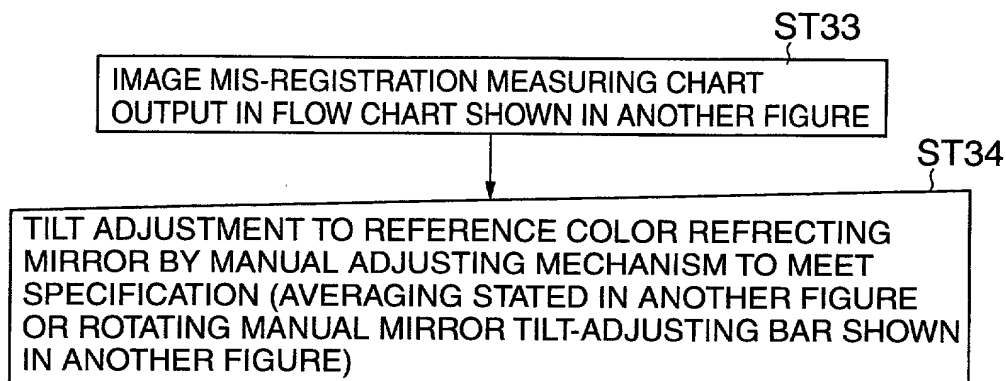 ST33
IMAGE MIS-REGISTRATION MEASURING CHART
OUTPUT IN FLOW CHART SHOWN IN ANOTHER FIGURE
ST34
TILT ADJUSTMENT TO REFERENCE COLOR REFRECTING
MIRROR BY MANUAL ADJUSTING MECHANISM TO MEET
SPECIFICATION (AVERAGING STATED IN ANOTHER FIGURE
OR ROTATING MANUAL MIRROR TILT-ADJUSTING BAR SHOWN
IN ANOTHER FIGURE)